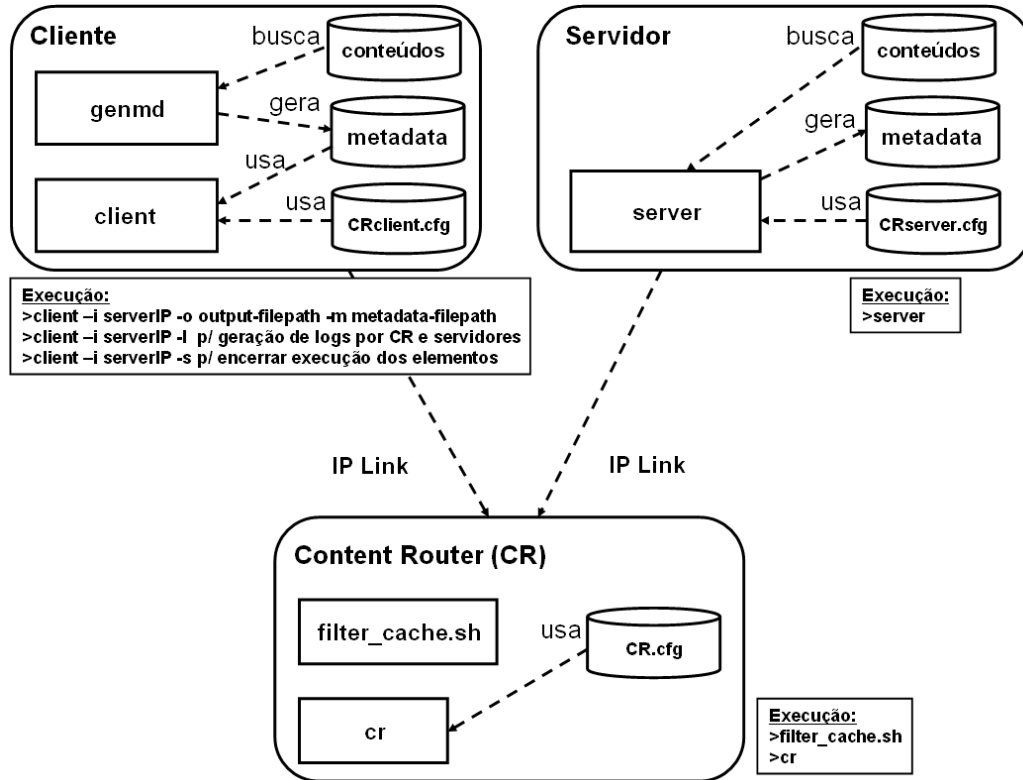 Cliente
busca
conteúdos
genmd
gera
metadata
usa
client
usa
CRclient.cfg
Execução:
>client –i serverIP -o output-filepath -m metadata-filepath
>client –i serverIP -l p/ geração de logs por CR e servidores
>client –i serverIP -s p/ encerrar execução dos elementos
Servidor
busca
conteúdos
gera
metadata
server
usa
CRserver.cfg
Execução:
>server
IP Link
IP Link
Content Router (CR)
filter_cache.sh
usa
CR.cfg
cr
Execução:
>filter_cache.sh
>cr